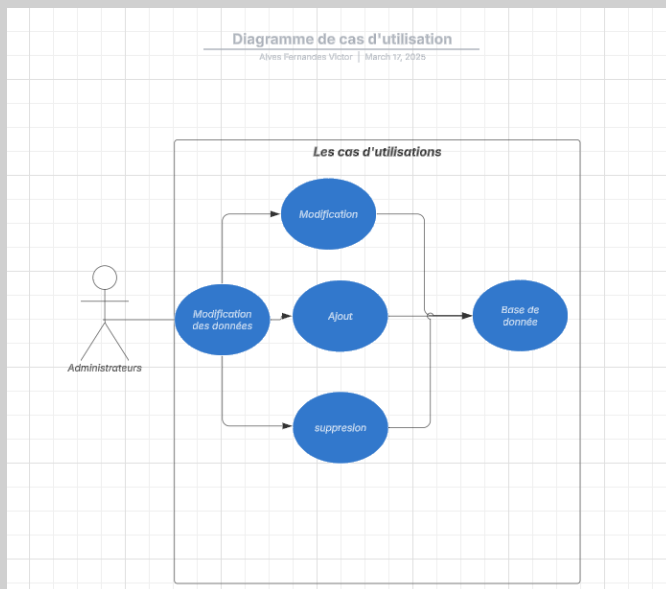 Diagramme de cas d'utilisation
Alves Fernandes Victor | March 17, 2025
Les cas d'utilisations
Modification
Modification
des données
Ajout
Base de
donnée
Administrateurs
suppresion